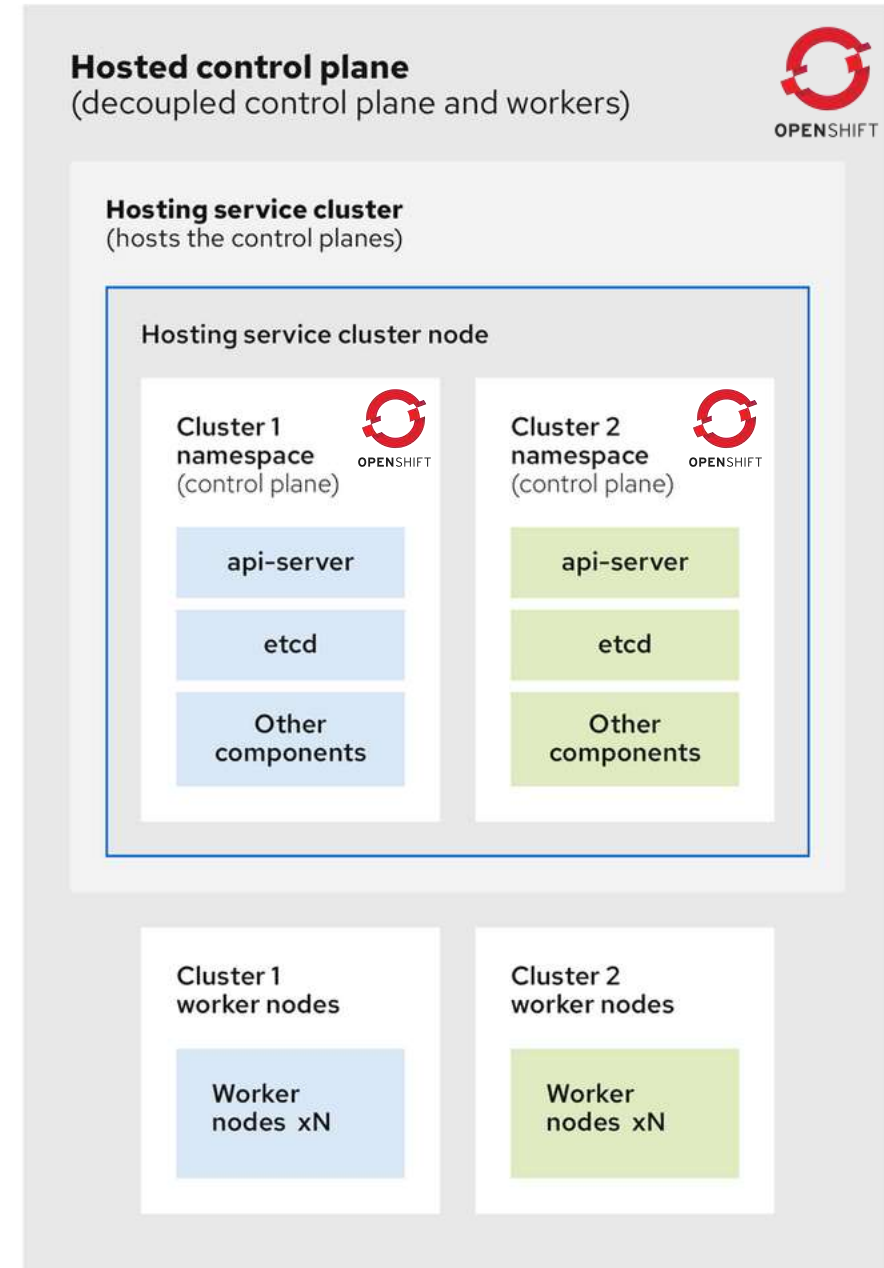 Hosted control plane
(decoupled control plane and workers)
OPENSHIFT
Hosting service cluster
(hosts the control planes)
Hosting service cluster node
Cluster 1
namespace
(control plane)
OPENSHIFT
api-server
etcd
Other
components
Cluster 2
namespace
(control plane)
OPENSHIFT
api-server
etcd
Other
components
Cluster 1
worker nodes
Worker
nodes xN
Cluster 2
worker nodes
Worker
nodes xN